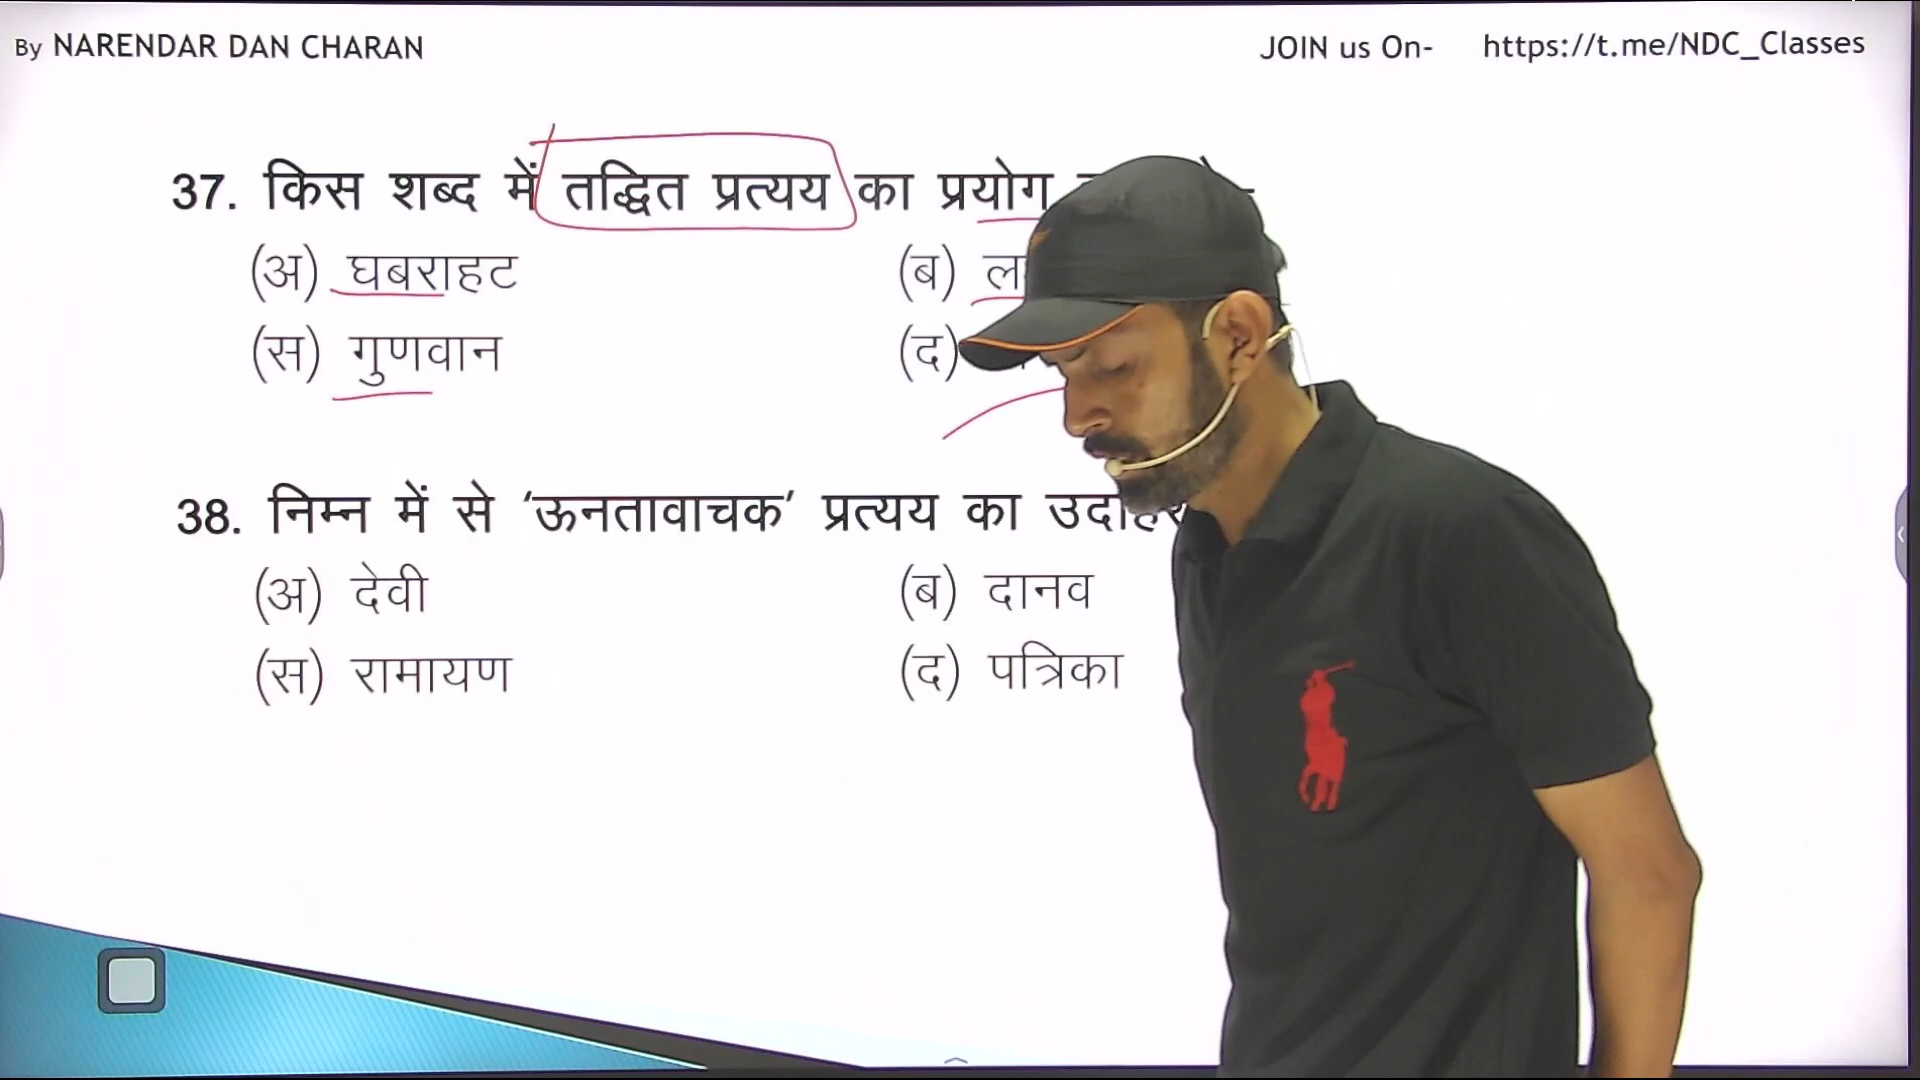 By NARENDAR DAN CHARAN
JOIN us On- https://t.me/NDC_Classes
37. किस शब्द में तद्धित प्रत्यय का प्रयोग
(अ) घबराहट (ब)
(स) गुणवान (द)
38. निम्न में से ‘ऊनतावाचक’ प्रत्यय का
(अ) देवी (ब) दानव
(स) रामायण (द) पत्रिका